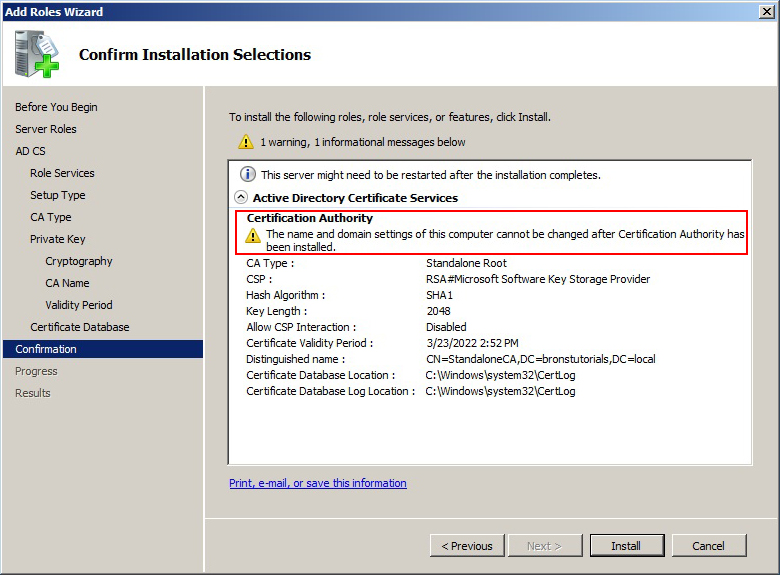 Add Roles Wizard
Confirm Installation Selections
Before You Begin
Server Roles
AD CS
Role Services
Setup Type
CA Type
Private Key
Cryptography
CA Name
Validity Period
Certificate Database
Confirmation
Progress
Results
To install the following roles, role services, or features, click Install.
1 warning, 1 informational messages below
This server might need to be restarted after the installation completes.
Active Directory Certificate Services
Certification Authority
The name and domain settings of this computer cannot be changed after Certification Authority has
been installed.
CA Type : Standalone Root
CSP : RSA#Microsoft Software Key Storage Provider
Hash Algorithm : SHA1
Key Length : 2048
Allow CSP Interaction : Disabled
Certificate Validity Period : 3/23/2022 2:52 PM
Distinguished name : CN=StandaloneCA,DC=bronstutorials,DC=local
Certificate Database Location : C:\Windows\system32\CertLog
Certificate Database Log Location : C:\Windows\system32\CertLog
Print, e-mail, or save this information
< Previous Next > Install Cancel